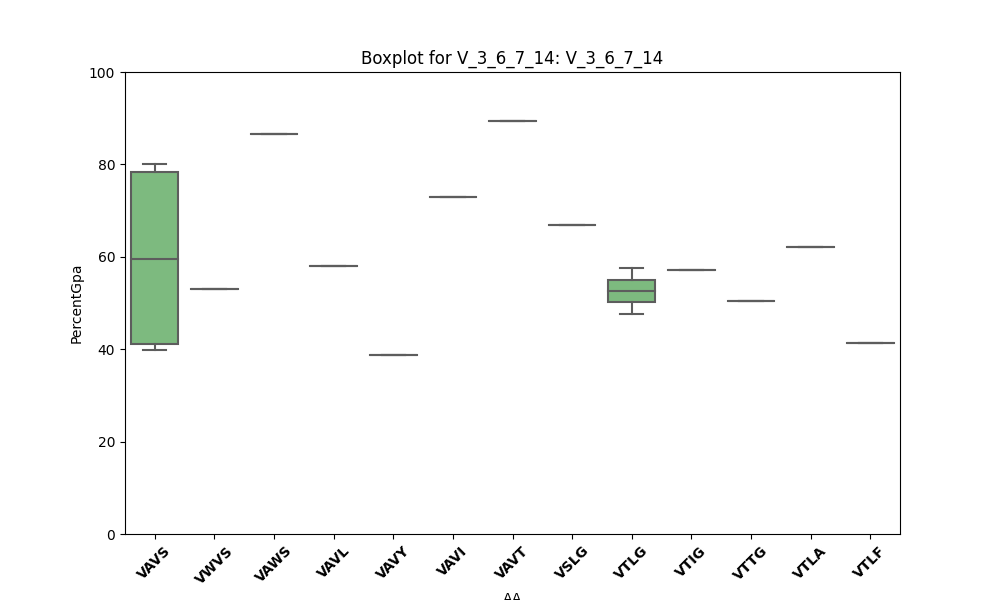 Boxplot for V_3_6_7_14: V_3_6_7_14
100
80
60
40
20
0
PercentGpa
VAVS VWVS VAWS VAVL VAVY VAVI VAVT VSLG VTLG VTIG VTTG VTLA VTLF
AA